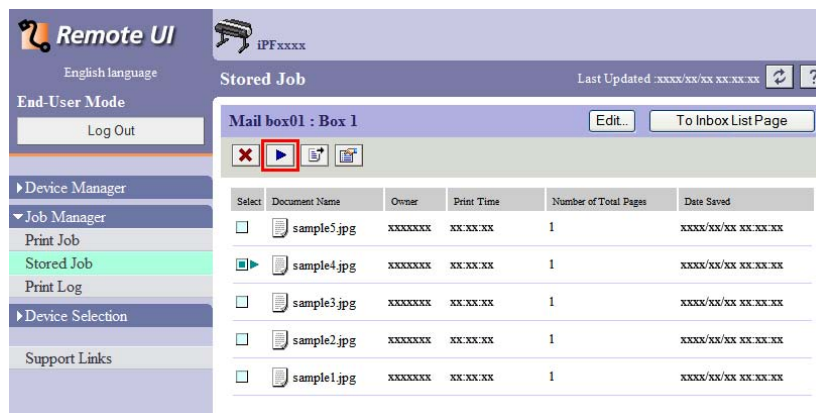 Remote UI
iPFxxxx
English language
Stored Job
Last Updated :xxxx/xx/xx xx:xx:xx
?
End-User Mode
Log Out
Mail box01 : Box 1
Edit..
To Inbox List Page
Device Manager
Job Manager
Print Job
Stored Job
Print Log
Device Selection
Support Links
Select Document Name Owner Print Time Number of Total Pages Date Saved
sample5.jpg xxxxxxx xx:xx:xx 1 xxxx/xx/xx xx:xx:xx
sample4.jpg xxxxxxx xx:xx:xx 1 xxxx/xx/xx xx:xx:xx
sample3.jpg xxxxxxx xx:xx:xx 1 xxxx/xx/xx xx:xx:xx
sample2.jpg xxxxxxx xx:xx:xx 1 xxxx/xx/xx xx:xx:xx
sample1.jpg xxxxxxx xx:xx:xx 1 xxxx/xx/xx xx:xx:xx